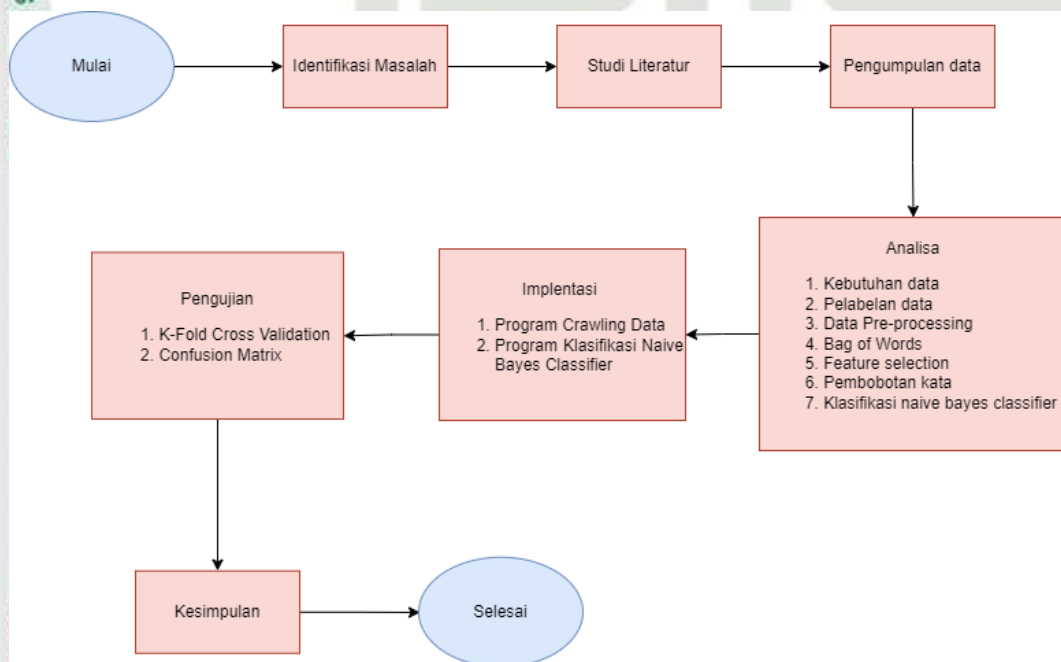 Mulai
Identifikasi Masalah
Studi Literatur
Pengumpulan data
Analisa
1. Kebutuhan data
2. Pelabelan data
3. Data Pre-processing
4. Bag of Words
5. Feature selection
6. Pembobotan kata
7. Klasifikasi naive bayes classifier
Implentasi
1. Program Crawling Data
2. Program Klasifikasi Naive
Bayes Classifier
Pengujian
1. K-Fold Cross Validation
2. Confusion Matrix
Kesimpulan
Selesai